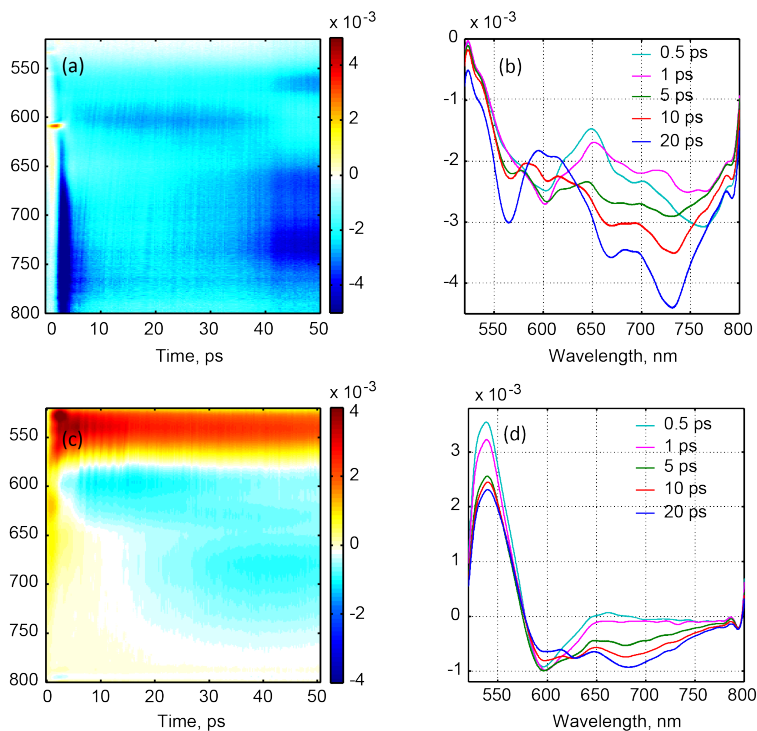 x 10-3
(a)
550
600
650
700
750
800
0 10 20 30 40 50
Time, ps
4
2
0
-2
-4
x 10-3
(b)
0.5 ps
1 ps
5 ps
10 ps
20 ps
0
-1
-2
-3
-4
550 600 650 700 750 800
Wavelength, nm
x 10-3
(c)
550
600
650
700
750
800
0 10 20 30 40 50
Time, ps
4
2
0
-2
-4
x 10-3
(d)
0.5 ps
1 ps
5 ps
10 ps
20 ps
3
2
1
0
-1
550 600 650 700 750 800
Wavelength, nm